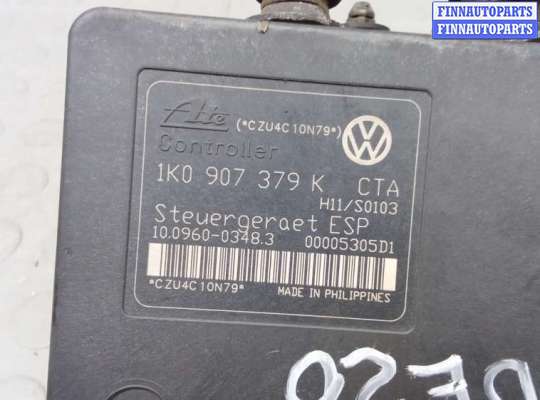 FINNAUTOPARTS
FINNAUTOPARTS
FINNAUTOPARTS
Ate (*CZU4C10N79*)
Controller
1K0 907 379 K CTA
H11/S0103
Steuergeraet ESP
10.0960-0348.3 00005305D1
*CZU4C10N79*
MADE IN PHILIPPINES